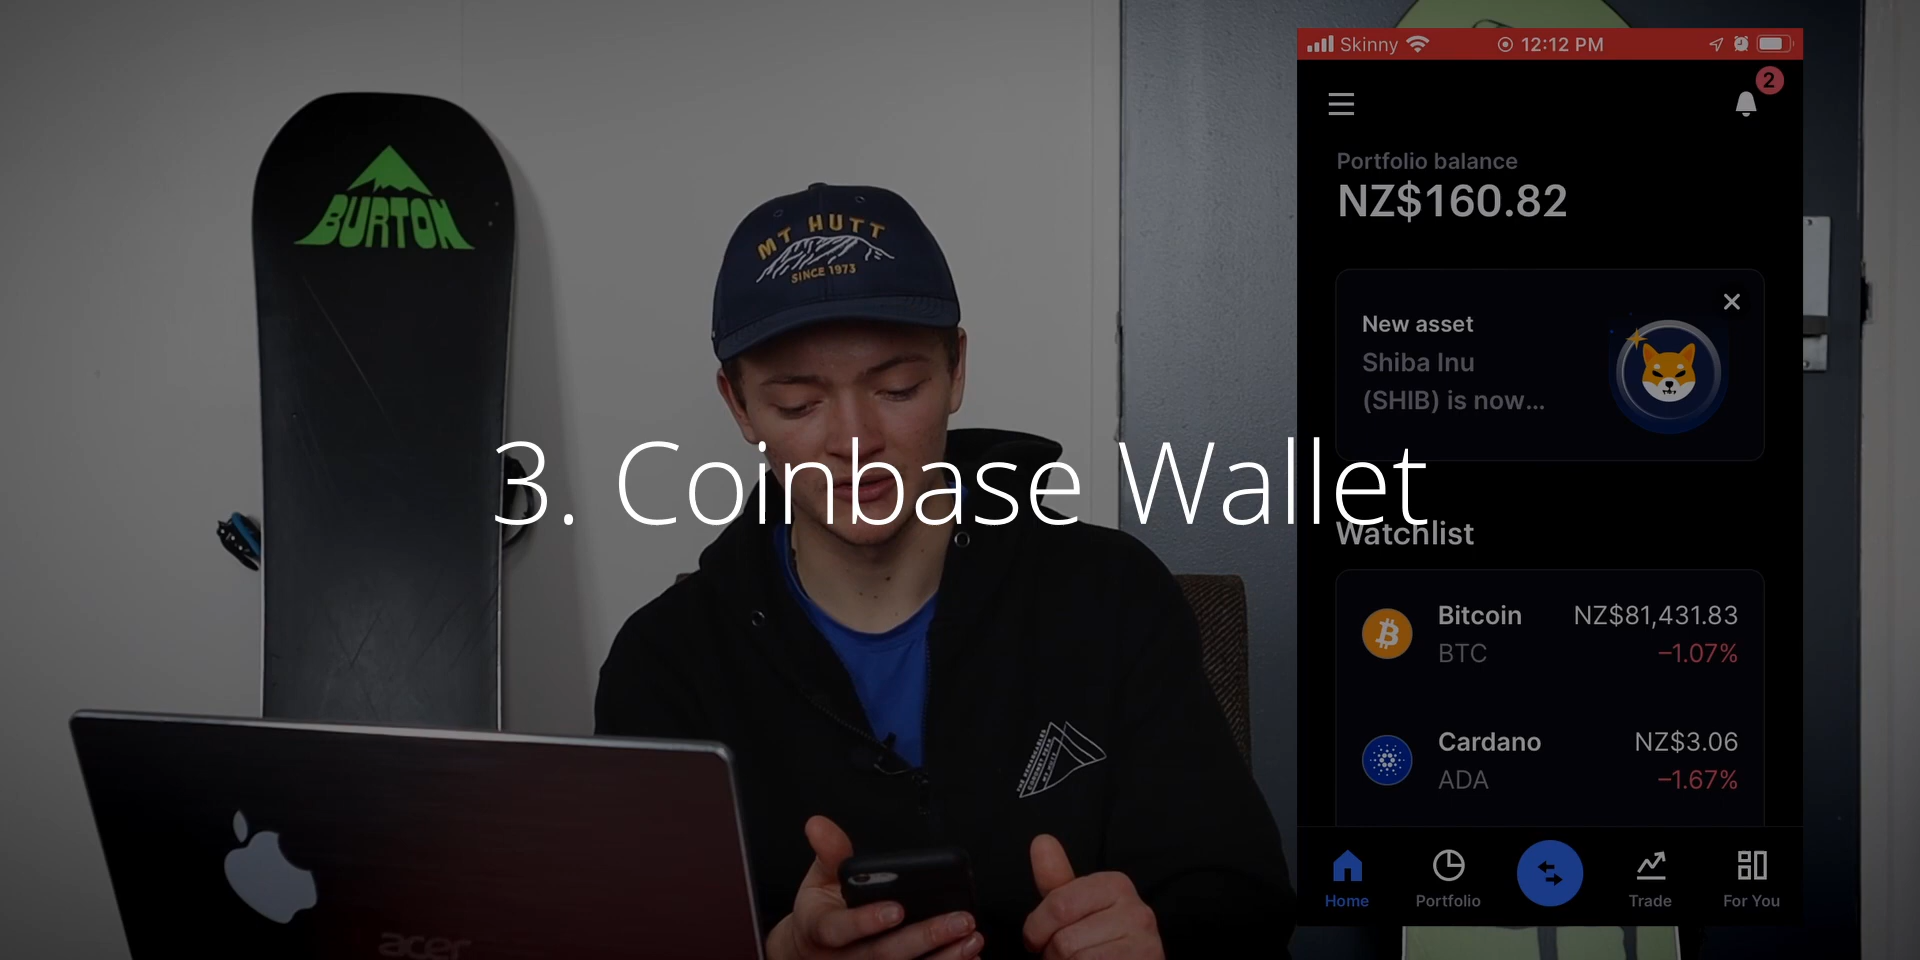 BURTON
MT HUTT
SINCE 1973
acer
3. Coinbase Wallet
Skinny
12:12 PM
2
Portfolio balance
NZ$160.82
New asset
Shiba Inu
(SHIB) is now...
Watchlist
Bitcoin NZ$81,431.83
BTC –1.07%
Cardano NZ$3.06
ADA –1.67%
Home Portfolio Trade For You